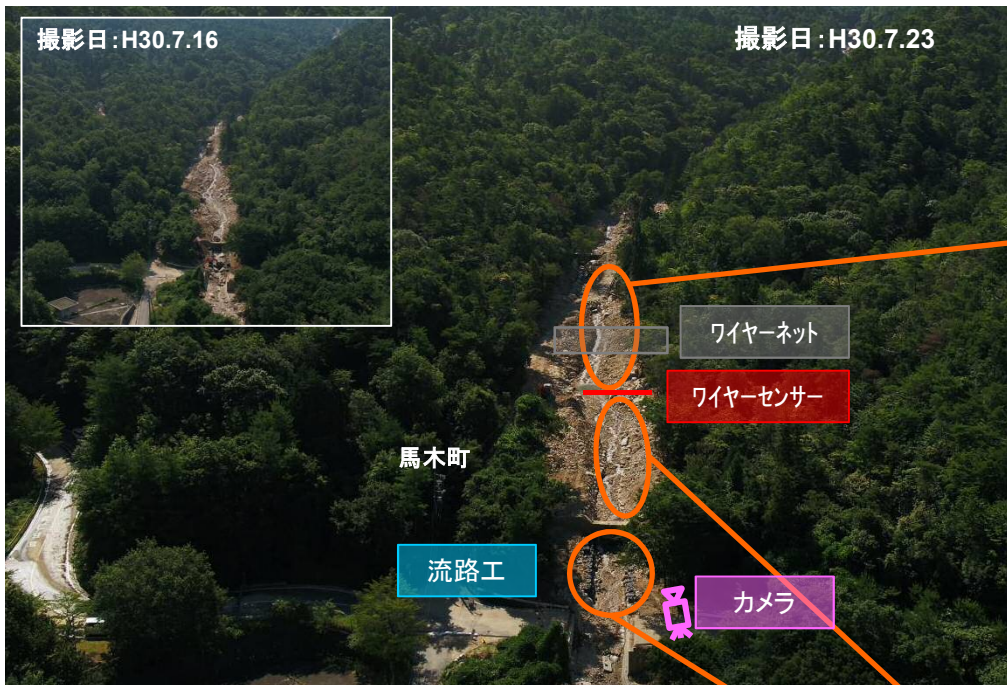 撮影日:H30.7.16
撮影日:H30.7.23
ワイヤーネット
ワイヤーセンサー
馬木町
流路工
カメラ